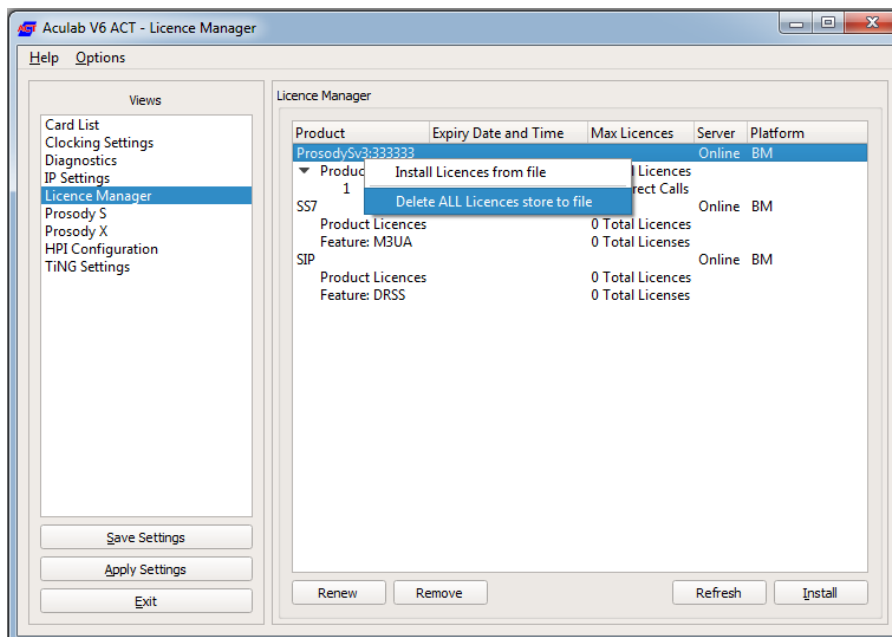 Aculab V6 ACT - Licence Manager
Help Options
Views
Card List
Clocking Settings
Diagnostics
IP Settings
Licence Manager
Prosody S
Prosody X
HPI Configuration
TiNG Settings
Save Settings
Apply Settings
Exit
Licence Manager
Product Expiry Date and Time Max Licences Server Platform
ProsodySv3:333333 Online BM
Install Licences from file
Delete ALL Licences store to file
1
SS7 Online BM
Product Licences 0 Total Licences
Feature: M3UA 0 Total Licenses
SIP Online BM
Product Licences 0 Total Licences
Feature: DRSS 0 Total Licenses
Renew Remove Refresh Install